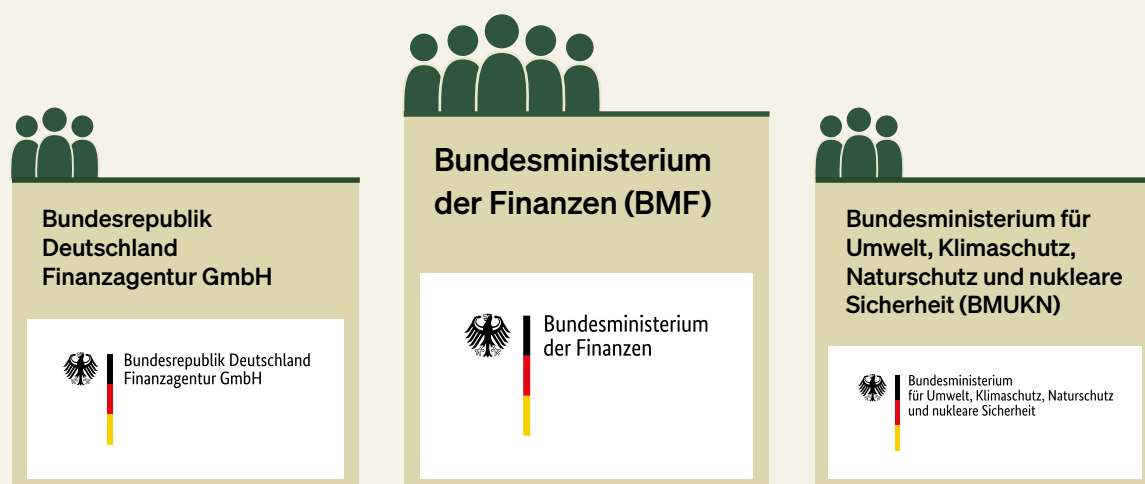 Bundesrepublik
Deutschland
Finanzagentur GmbH
Bundesrepublik Deutschland
Finanzagentur GmbH
Bundesministerium
der Finanzen (BMF)
Bundesministerium
der Finanzen
Bundesministerium für
Umwelt, Klimaschutz,
Naturschutz und nukleare
Sicherheit (BMUKN)
Bundesministerium
für Umwelt, Klimaschutz, Naturschutz
und nukleare Sicherheit